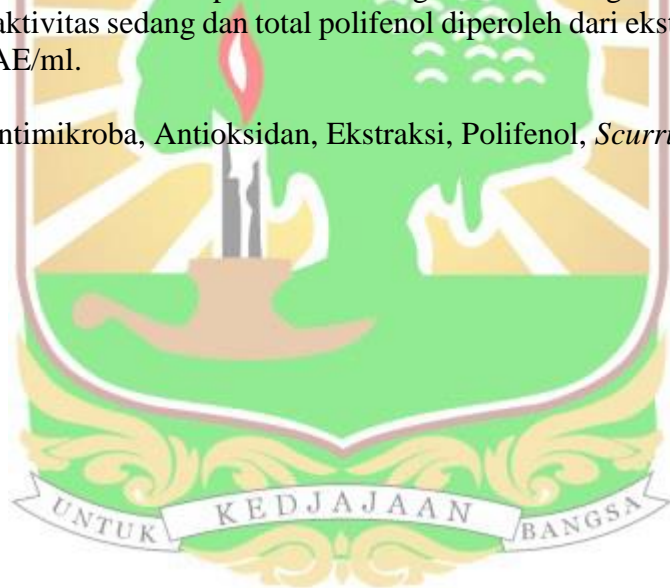 aktivitas sedang dan total polifenol diperoleh dari ekst
AE/ml.
ntimikroba, Antioksidan, Ekstraksi, Polifenol, Scurr
UNTUK KEDJAJAAN BANGSA